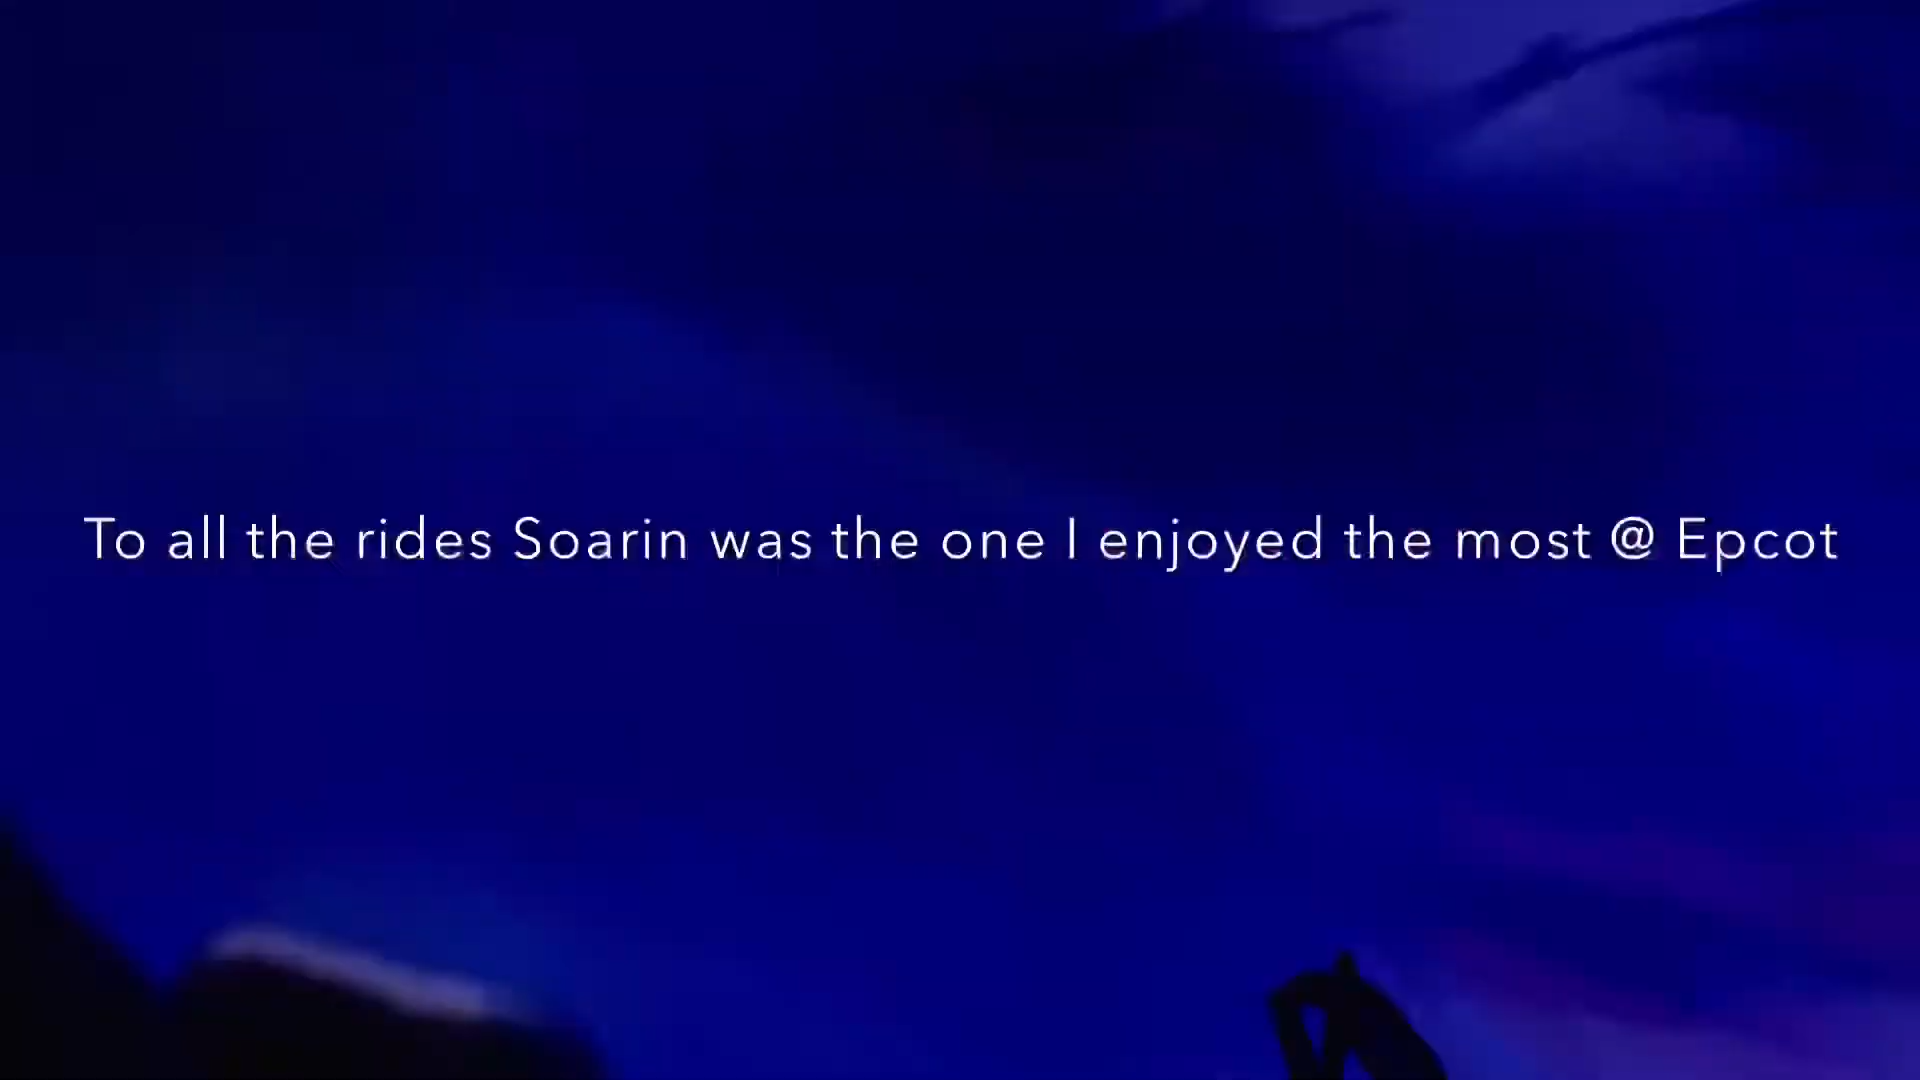 To all the rides Soarin was the one I enjoyed the most @ Epcot